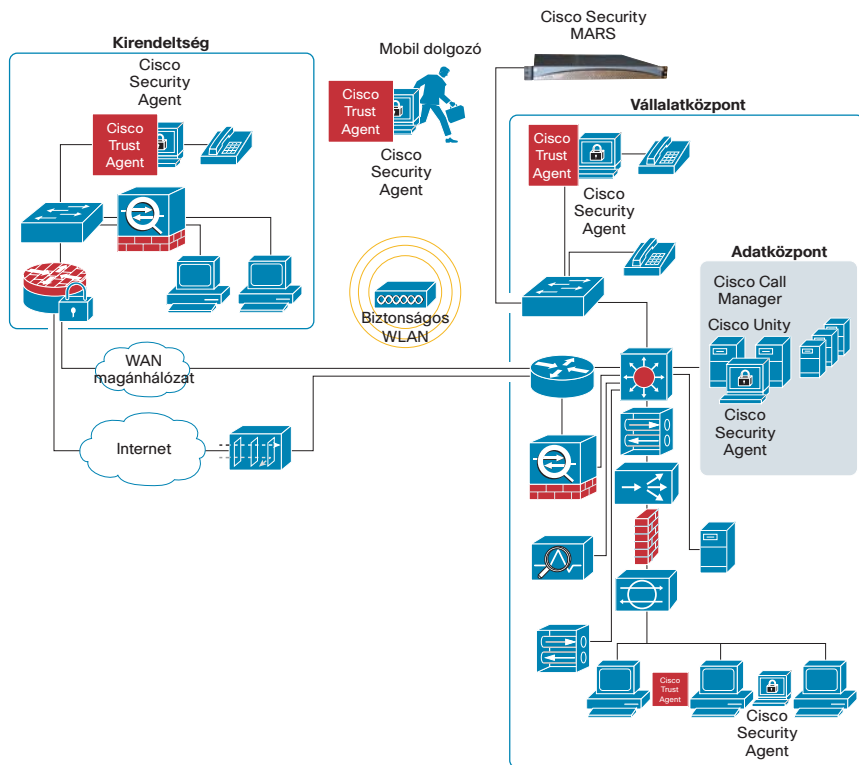 Cisco Security
MARS
Kirendeltség
Cisco
Security
Agent
Cisco
Trust
Agent
Mobil dolgozó
Cisco
Trust
Agent
Cisco
Security
Agent
Vállalatközpont
Cisco
Trust
Agent
Cisco
Security
Agent
Adatközpont
Cisco Call
Manager
Cisco Unity
Cisco
Security
Agent
Biztonságos
WLAN
WAN
magánhálózat
Internet
Cisco
Trust
Agent
Cisco
Security
Agent